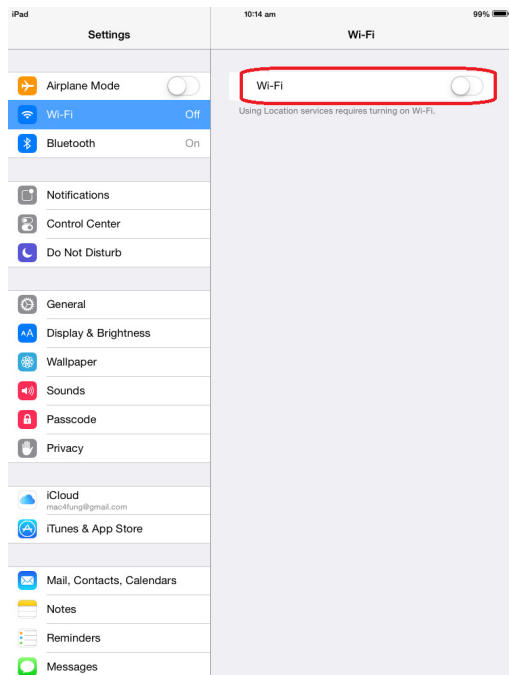 iPad 10:14 am 99%
Settings
Wi-Fi
Airplane Mode
Wi-Fi Off
Bluetooth On
Notifications
Control Center
Do Not Disturb
General
AA Display & Brightness
Wallpaper
Sounds
Passcode
Privacy
iCloud
mac4fung@gmail.com
iTunes & App Store
Mail, Contacts, Calendars
Notes
Reminders
Messages
Wi-Fi
Using Location services requires turning on Wi-Fi.